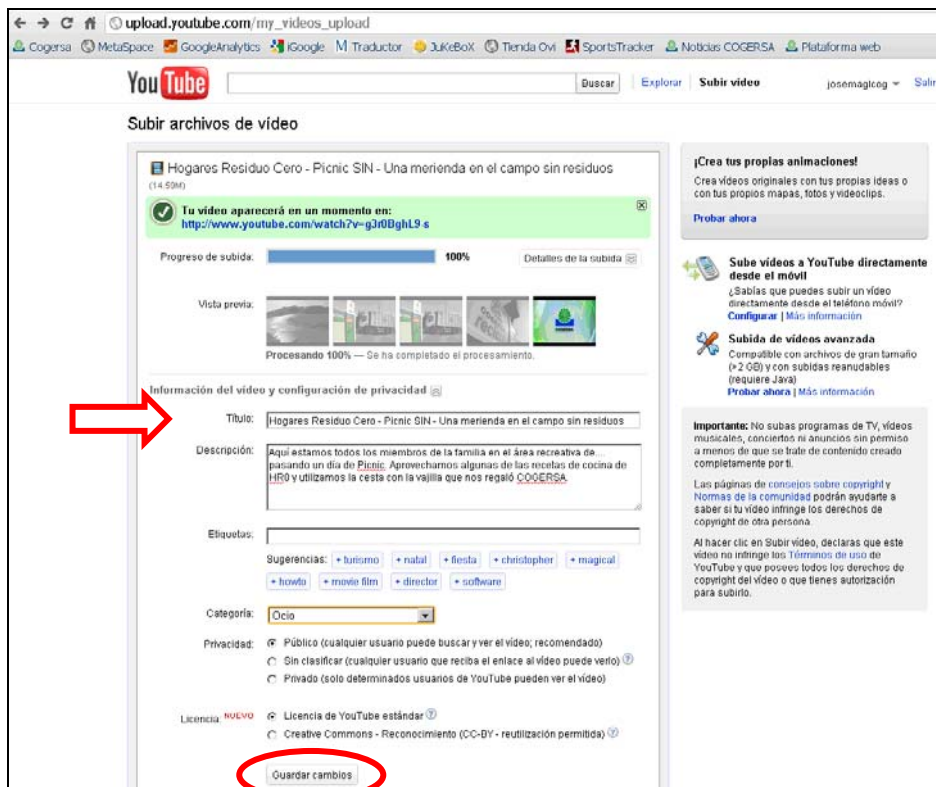 upload.youtube.com/my_videos_upload
Cogersa MetaSpace GoogleAnalytics iGoogle Traductor JuKeBoX Tienda Ovi SportsTracker Noticias COGERSA Plataforma web
YouTube Buscar Explorar Subir vídeo josemagicog Salir
Subir archivos de vídeo
Hogares Residuo Cero - Picnic SIN - Una merienda en el campo sin residuos
(14.59M)
Tu vídeo aparecerá en un momento en:
http://www.youtube.com/watch?v=g3r0BghL9-s
Progreso de subida: 100% Detalles de la subida
Vista previa:
Procesando 100% — Se ha completado el procesamiento.
Información del vídeo y configuración de privacidad
Título: Hogares Residuo Cero - Picnic SIN - Una merienda en el campo sin residuos
Descripción: Aquí estamos todos los miembros de la familia en el área recreativa de....
pasando un día de Picnic. Aprovechamos algunas de las recetas de cocina de
HR0 y utilizamos la cesta con la vajilla que nos regaló COGERSA.
Etiquetas:
Sugerencias: + turismo + natal + fiesta + christopher + magical
+ howto + movie film + director + software
Categoría: Ocio
Privacidad: Público (cualquier usuario puede buscar y ver el vídeo; recomendado)
Sin clasificar (cualquier usuario que reciba el enlace al vídeo puede verlo) ?
Privado (solo determinados usuarios de YouTube pueden ver el vídeo)
Licencia: NUEVO Licencia de YouTube estándar ?
Creative Commons - Reconocimiento (CC-BY - reutilización permitida) ?
Guardar cambios
¡Crea tus propias animaciones!
Crea vídeos originales con tus propias ideas o
con tus propios mapas, fotos y videoclips.
Probar ahora
Sube vídeos a YouTube directamente
desde el móvil
¿Sabías que puedes subir un vídeo
directamente desde el teléfono móvil?
Configurar | Más información
Subida de vídeos avanzada
Compatible con archivos de gran tamaño
(>2 GB) y con subidas reanudables
(requiere Java)
Probar ahora | Más información
Importante: No subas programas de TV, vídeos
musicales, conciertos ni anuncios sin permiso
a menos de que se trate de contenido creado
completamente por ti.
Las páginas de consejos sobre copyright y
Normas de la comunidad podrán ayudarte a
saber si tu vídeo infringe los derechos de
copyright de otra persona.
Al hacer clic en Subir vídeo, declaras que este
vídeo no infringe los Términos de uso de
YouTube y que posees todos los derechos de
copyright del vídeo o que tienes autorización
para subirlo.